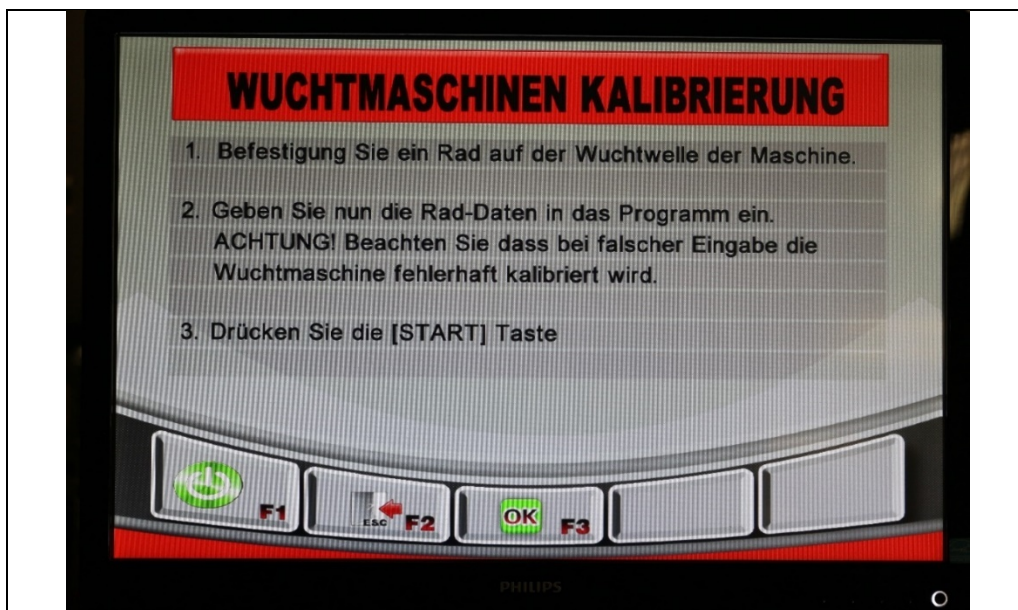 WUCHTMASCHINEN KALIBRIERUNG
1. Befestigung Sie ein Rad auf der Wuchtwelle der Maschine.
2. Geben Sie nun die Rad-Daten in das Programm ein.
ACHTUNG! Beachten Sie dass bei falscher Eingabe die
Wuchtmaschine fehlerhaft kalibriert wird.
3. Drücken Sie die [START] Taste
F1
ESC F2
OK F3
PHILIPS